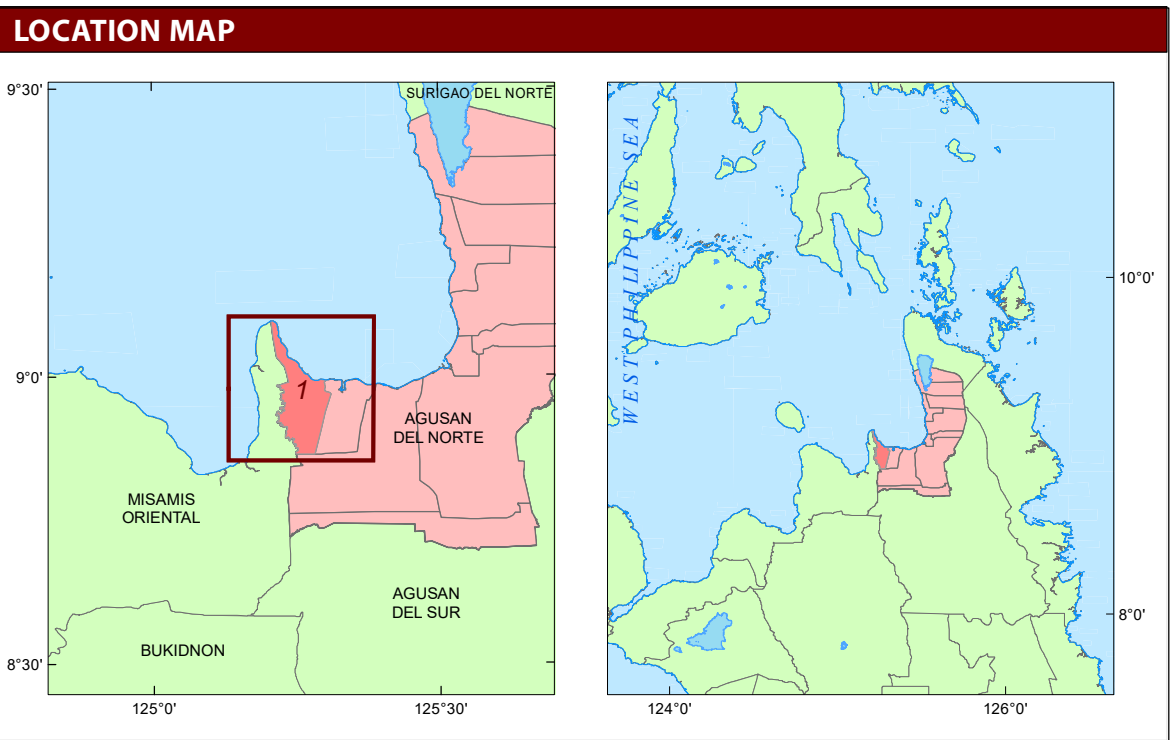 LOCATION MAP
9°30'
SURIGAO DEL NORTE
9°0'
1
AGUSAN
DEL NORTE
MISAMIS
ORIENTAL
AGUSAN
DEL SUR
BUKIDNON
8°30'
125°0'
125°30'
WEST PHILIPPINE SEA
10°0'
8°0'
124°0'
126°0'